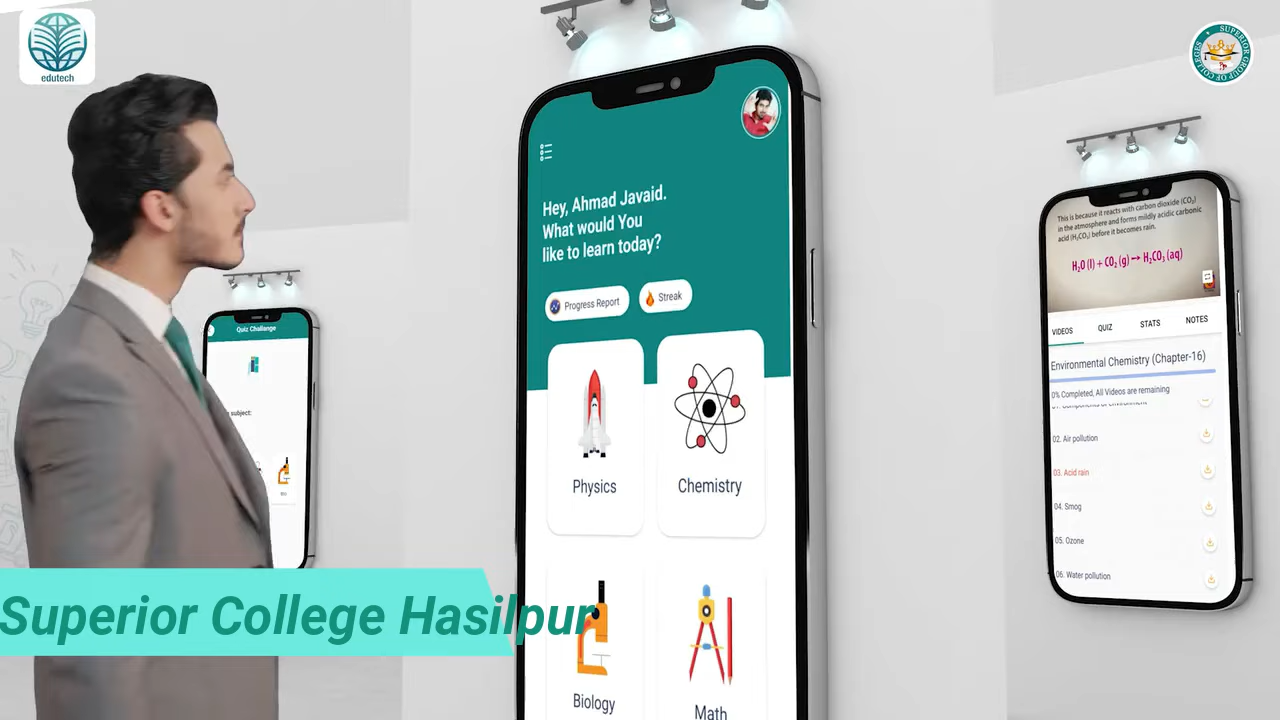 edutech
SUPERIOR GROUP OF COLLEGES
Hey, Ahmad Javaid.
What would You
like to learn today?
Progress Report
Streak
Physics
Chemistry
Biology
Math
Quiz Challange
subject:
This is because it reacts with carbon dioxide (CO₂)
in the atmosphere and forms mildly acidic carbonic
acid (H₂CO₃) before it becomes rain.
H₂O (l) + CO₂ (g) → H₂CO₃ (aq)
VIDEOS QUIZ STATS NOTES
Environmental Chemistry (Chapter-16)
0% Completed, All Videos are remaining
01. Components of Environment
02. Air pollution
03. Acid rain
04. Smog
05. Ozone
06. Water pollution
Superior College Hasilpur